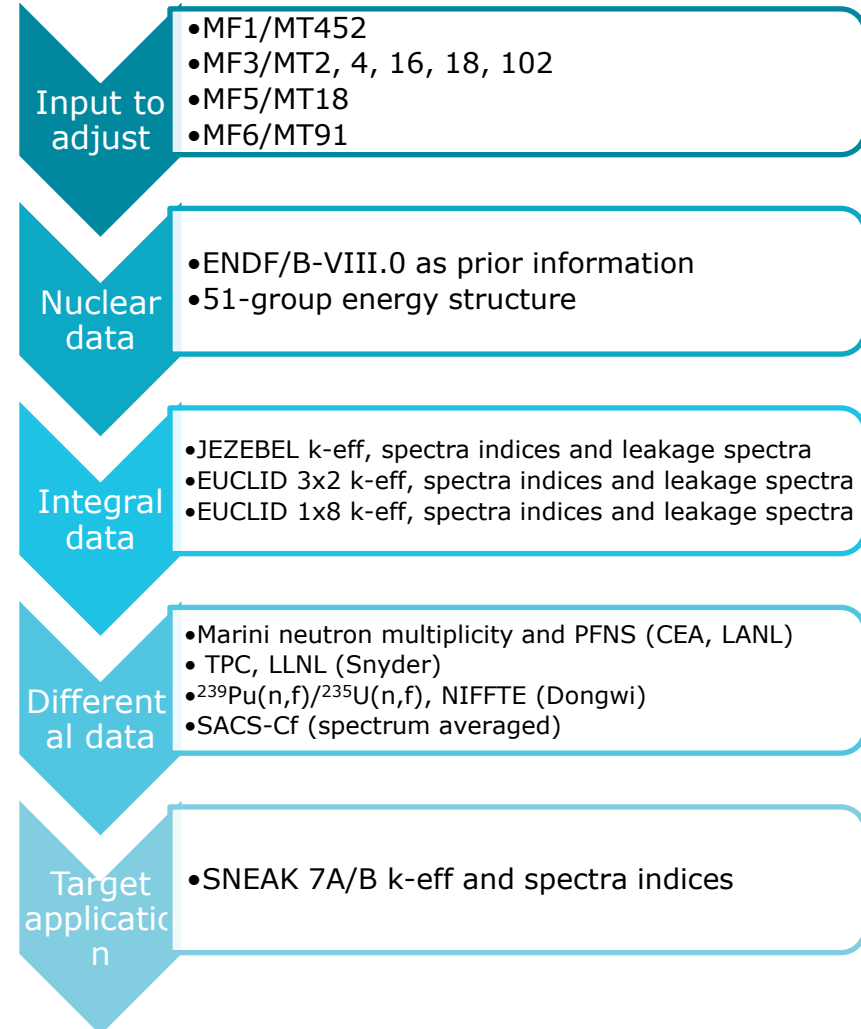 Input to
adjust
•MF1/MT452
•MF3/MT2, 4, 16, 18, 102
•MF5/MT18
•MF6/MT91
Nuclear
data
•ENDF/B-VIII.0 as prior information
•51-group energy structure
Integral
data
•JEZEBEL k-eff, spectra indices and leakage spectra
•EUCLID 3x2 k-eff, spectra indices and leakage spectra
•EUCLID 1x8 k-eff, spectra indices and leakage spectra
Different
al data
•Marini neutron multiplicity and PFNS (CEA, LANL)
• TPC, LLNL (Snyder)
•²³⁹Pu(n,f)/²³⁵U(n,f), NIFFTE (Dongwi)
•SACS-Cf (spectrum averaged)
Target
applicatio
n
•SNEAK 7A/B k-eff and spectra indices